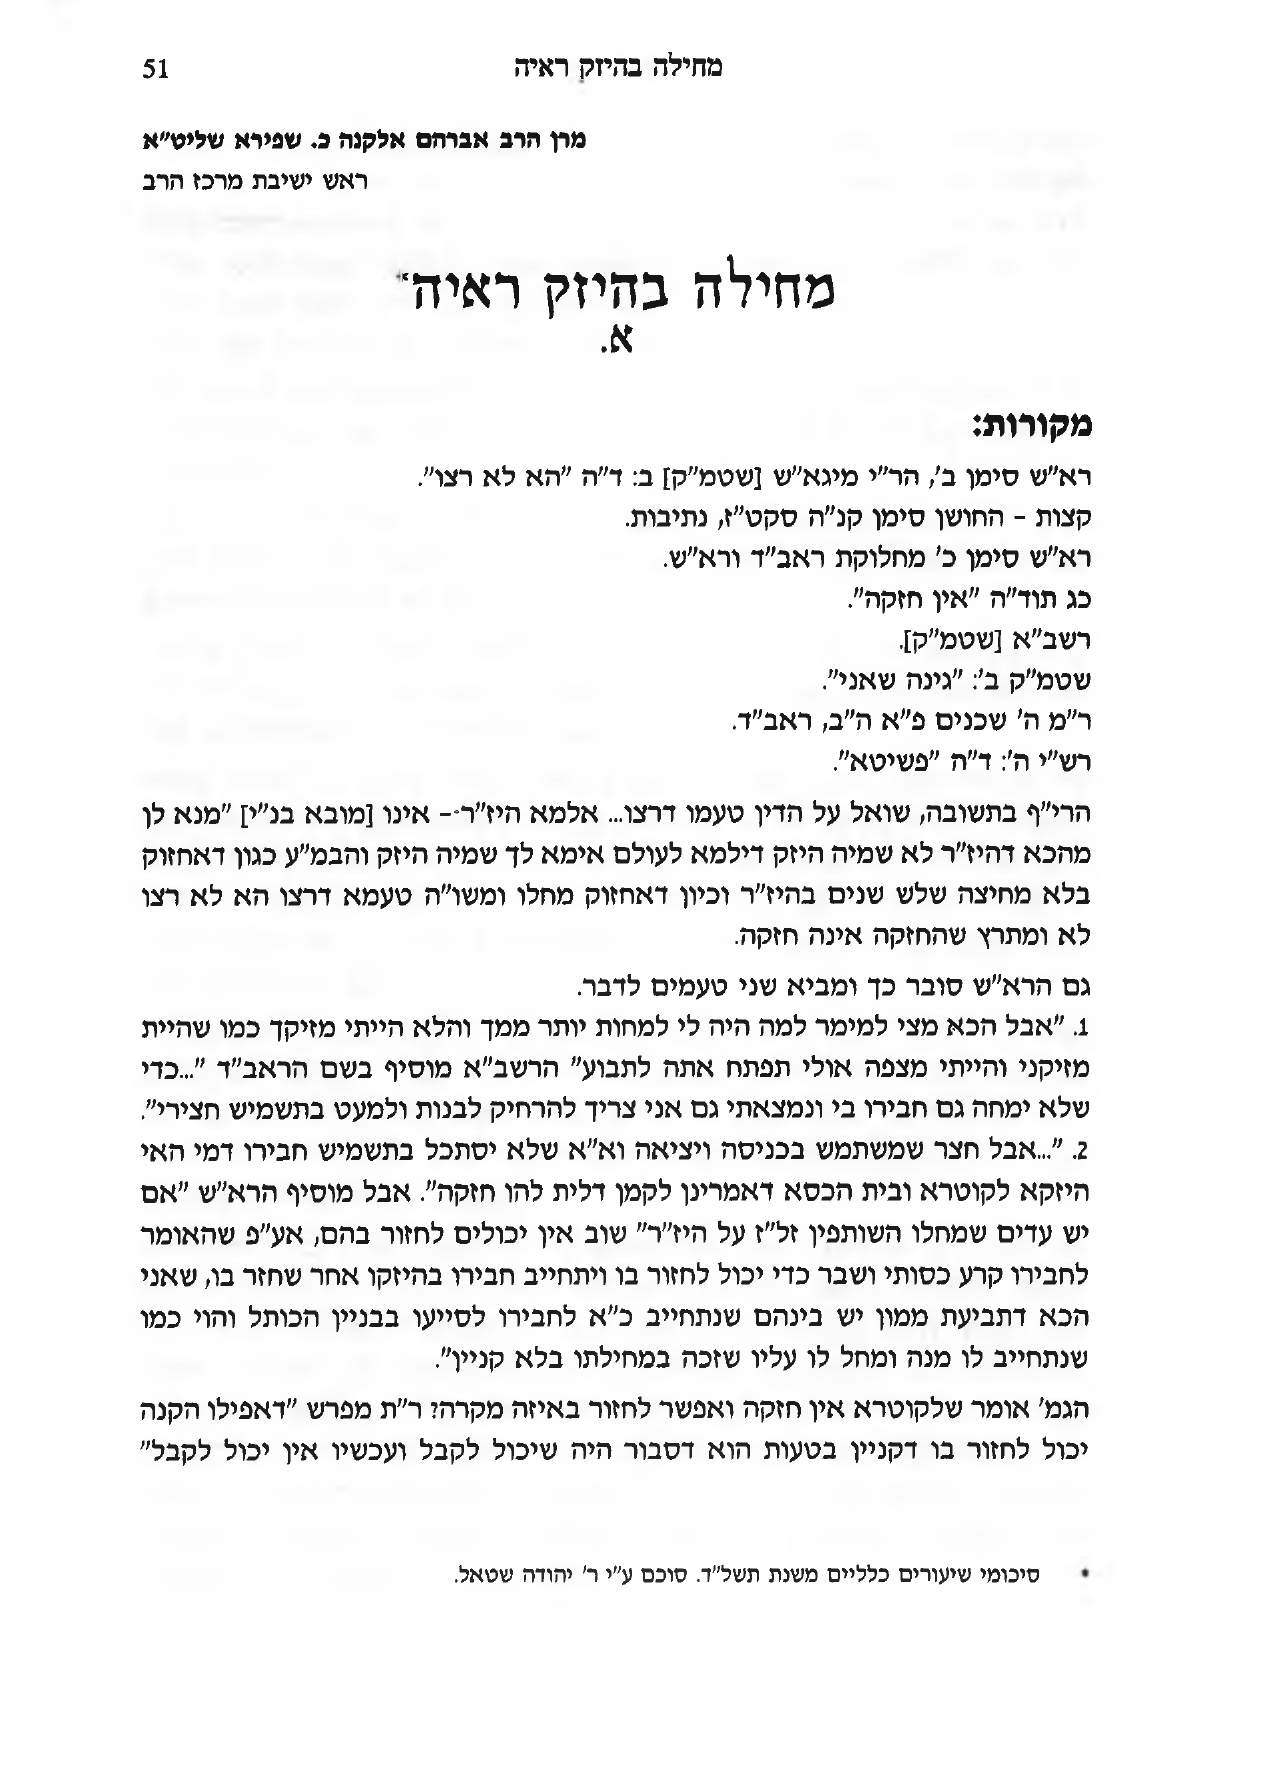 מחילה בהיזק ראיה 51
מרן הרב אברהם אלקנה כ. שפירא שליט"א
ראש ישיבת מרכז הרב
מחילה בהיזק ראיה*
א.
מקורות:
רא"ש סימן ב', הר"י מיגא"ש [שטמ"ק] ב: ד"ה "הא לא רצו".
קצות – החושן סימן קנ"ה סקט"ז, נתיבות.
רא"ש סימן כ' מחלוקת ראב"ד ורא"ש.
כג תוד"ה "אין חזקה".
רשב"א [שטמ"ק].
שטמ"ק ב': "גינה שאני".
ר"מ ה' שכנים פ"א ה"ב, ראב"ד.
רש"י ה': ד"ה "פשיטא".
הרי"ף בתשובה, שואל על הדין טעמו דרצו... אלמא היז"ר – אינו [מובא בנ"י] "מנא לן
מהכא דהיז"ר לא שמיה היזק דילמא לעולם אימא לך שמיה היזק והבמ"ע כגון דאחזוק
בלא מחיצה שלש שנים בהיז"ר וכיון דאחזוק מחלו ומשו"ה טעמא דרצו הא לא רצו
לא ומתרץ שהחזקה אינה חזקה.
גם הרא"ש סובר כך ומביא שני טעמים לדבר.
1. "אבל הכא מצי למימר למה היה לי למחות יותר ממך והלא הייתי מזיקך כמו שהיית
מזיקני והייתי מצפה אולי תפתח אתה לתבוע" הרשב"א מוסיף בשם הראב"ד "...כדי
שלא ימחה גם חבירו בי ונמצאתי גם אני צריך להרחיק לבנות ולמעט בתשמיש חצירי".
2. "...אבל חצר שמשתמש בכניסה ויציאה וא"א שלא יסתכל בתשמיש חבירו דמי האי
היזקא לקוטרא ובית הכסא דאמרינן לקמן דלית להו חזקה". אבל מוסיף הרא"ש "אם
יש עדים שמחלו השותפין זל"ז על היז"ר" שוב אין יכולים לחזור בהם, אע"פ שהאומר
לחבירו קרע כסותי ושבר כדי יכול לחזור בו ויתחייב חבירו בהיזקו אחר שחזר בו, שאני
הכא דתביעת ממון יש בינהם שנתחייב כ"א לחבירו לסייעו בבניין הכותל והוי כמו
שנתחייב לו מנה ומחל לו עליו שזכה במחילתו בלא קניין".
הגמ' אומר שלקוטרא אין חזקה ואפשר לחזור באיזה מקרה? ר"ת מפרש "דאפילו הקנה
יכול לחזור בו דקניין בטעות הוא דסבור היה שיכול לקבל ועכשיו אין יכול לקבל"
* סיכומי שיעורים כלליים משנת תשל"ד. סוכם ע"י ר' יהודה שטאל.